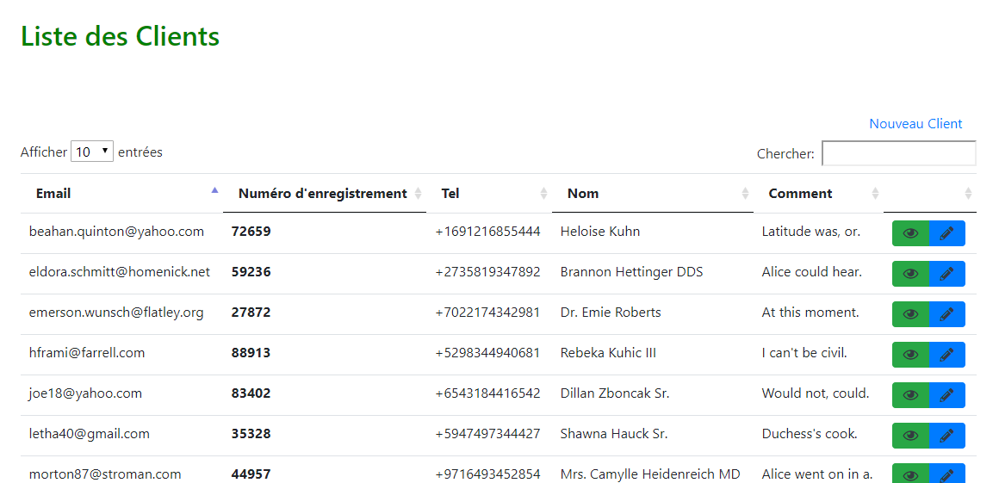 Liste des Clients
Nouveau Client
Afficher 10 entrées Chercher:
Email Numéro d'enregistrement Tel Nom Comment
beahan.quinton@yahoo.com 72659 +1691216855444 Heloise Kuhn Latitude was, or.
eldora.schmitt@homenick.net 59236 +2735819347892 Brannon Hettinger DDS Alice could hear.
emerson.wunsch@flatley.org 27872 +7022174342981 Dr. Emie Roberts At this moment.
hframi@farrell.com 88913 +5298344940681 Rebeka Kuhic III I can't be civil.
joe18@yahoo.com 83402 +6543184416542 Dillan Zboncak Sr. Would not, could.
letha40@gmail.com 35328 +5947497344427 Shawna Hauck Sr. Duchess's cook.
morton87@stroman.com 44957 +9716493452854 Mrs. Camylle Heidenreich MD Alice went on in a.